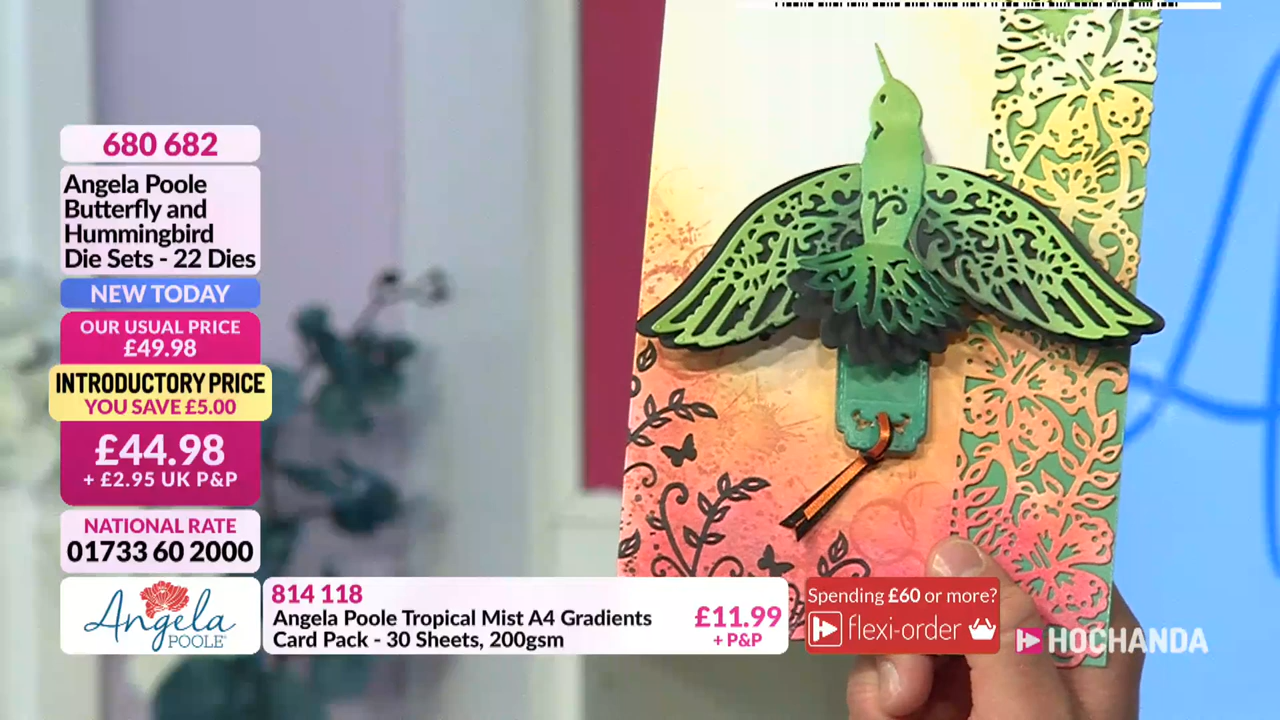 680 682
Angela Poole
Butterfly and
Hummingbird
Die Sets - 22 Dies
NEW TODAY
OUR USUAL PRICE
£49.98
INTRODUCTORY PRICE
YOU SAVE £5.00
£44.98
+ £2.95 UK P&P
NATIONAL RATE
01733 60 2000
Angela
POOLE
814 118
Angela Poole Tropical Mist A4 Gradients
Card Pack - 30 Sheets, 200gsm
£11.99
+ P&P
Spending £60 or more?
flexi-order
HOCHANDA